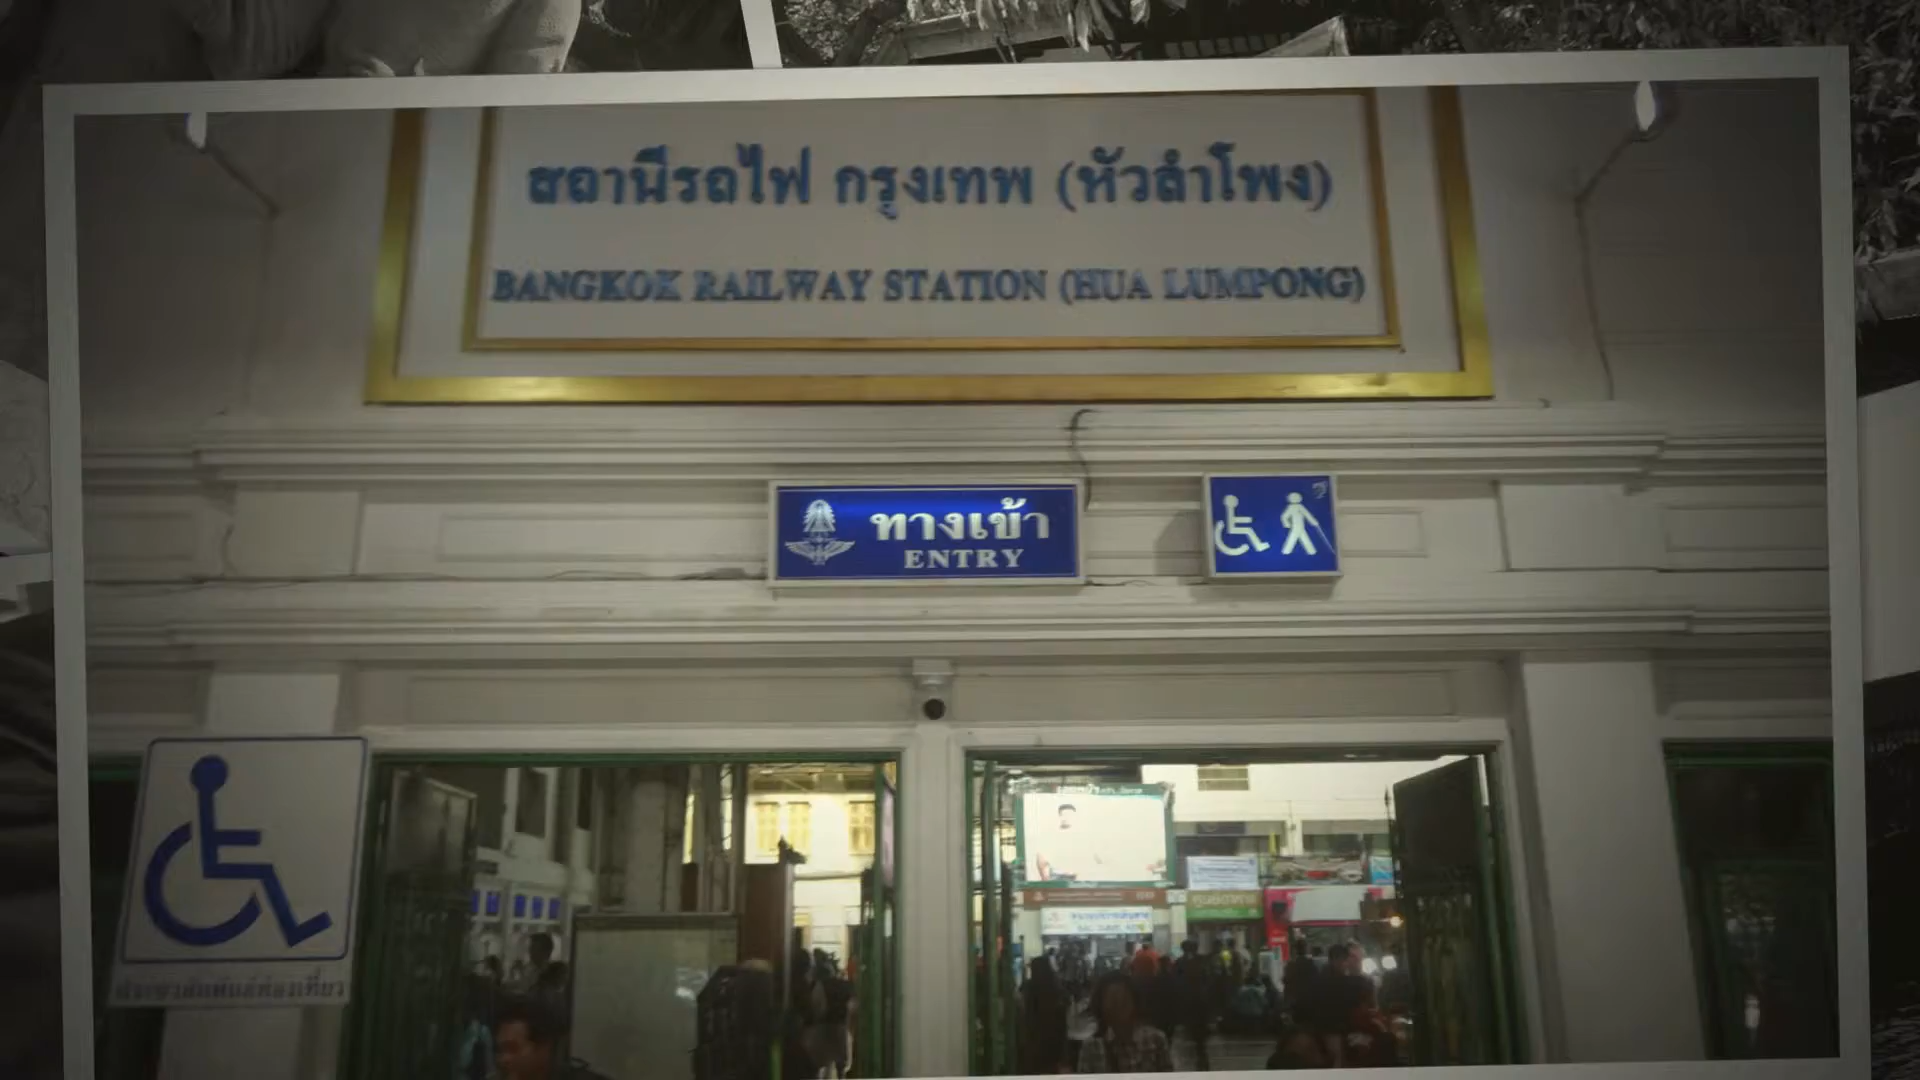 สถานีรถไฟ กรุงเทพ (หัวลำโพง)
BANGKOK RAILWAY STATION (HUA LUMPONG)
ทางเข้า
ENTRY